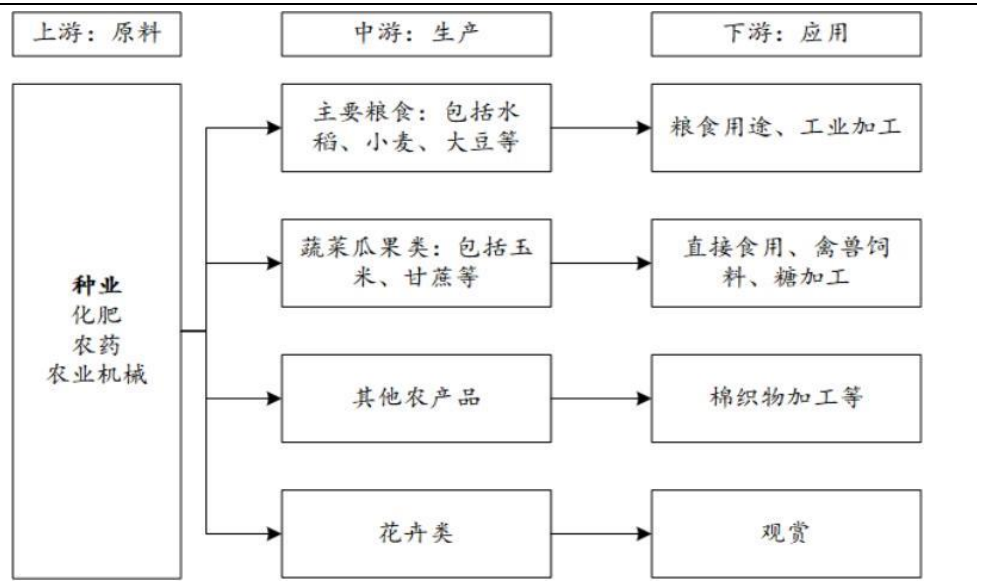 上游：原料
中游：生产
下游：应用
种业
化肥
农药
农业机械
主要粮食：包括水
稻、小麦、大豆等
粮食用途、工业加工
蔬菜瓜果类：包括玉
米、甘蔗等
直接食用、禽兽饲
料、糖加工
其他农产品
棉织物加工等
花卉类
观赏